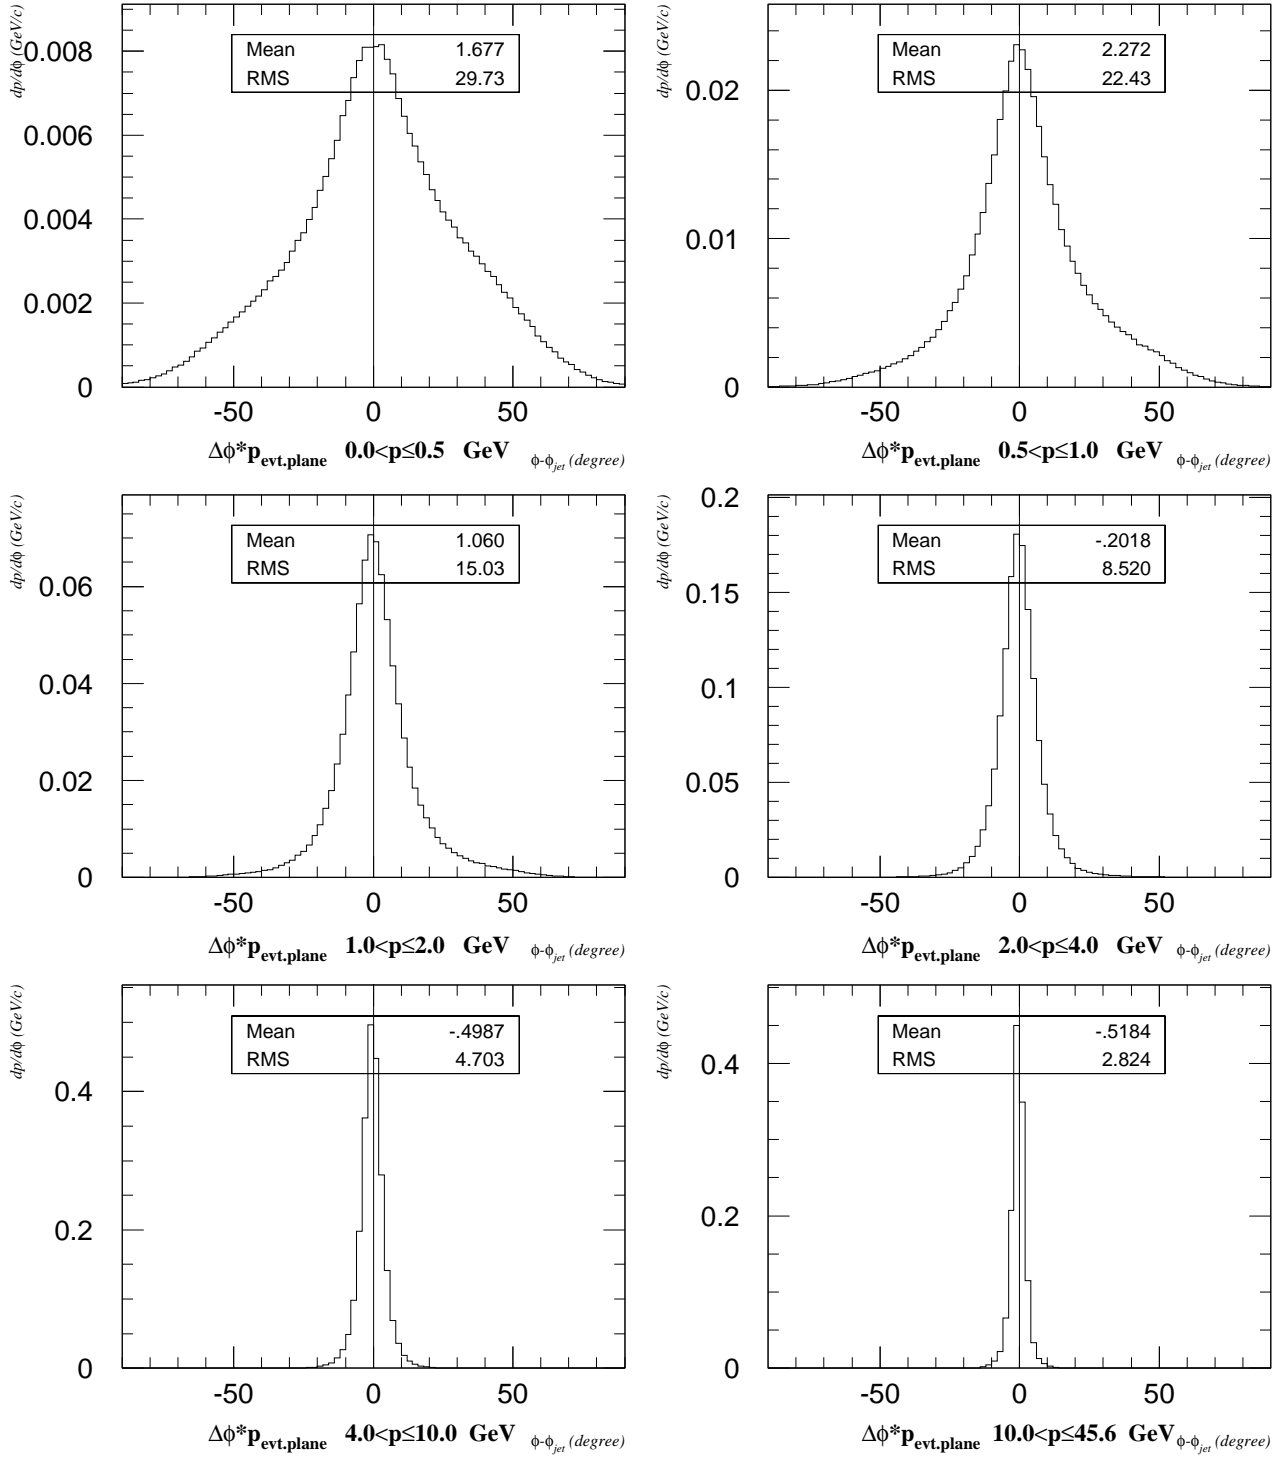 dp/dφ (GeV/c)
Mean 1.677
RMS 29.73
0.008
0.006
0.004
0.002
0
-50 0 50
Δφ*p_evt.plane 0.0<p≤0.5 GeV φ-φ_jet (degree)
dp/dφ (GeV/c)
Mean 2.272
RMS 22.43
0.02
0.01
0
-50 0 50
Δφ*p_evt.plane 0.5<p≤1.0 GeV φ-φ_jet (degree)
dp/dφ (GeV/c)
Mean 1.060
RMS 15.03
0.06
0.04
0.02
0
-50 0 50
Δφ*p_evt.plane 1.0<p≤2.0 GeV φ-φ_jet (degree)
dp/dφ (GeV/c)
0.2
Mean -.2018
RMS 8.520
0.15
0.1
0.05
0
-50 0 50
Δφ*p_evt.plane 2.0<p≤4.0 GeV φ-φ_jet (degree)
dp/dφ (GeV/c)
Mean -.4987
RMS 4.703
0.4
0.2
0
-50 0 50
Δφ*p_evt.plane 4.0<p≤10.0 GeV φ-φ_jet (degree)
dp/dφ (GeV/c)
Mean -.5184
RMS 2.824
0.4
0.2
0
-50 0 50
Δφ*p_evt.plane 10.0<p≤45.6 GeV φ-φ_jet (degree)